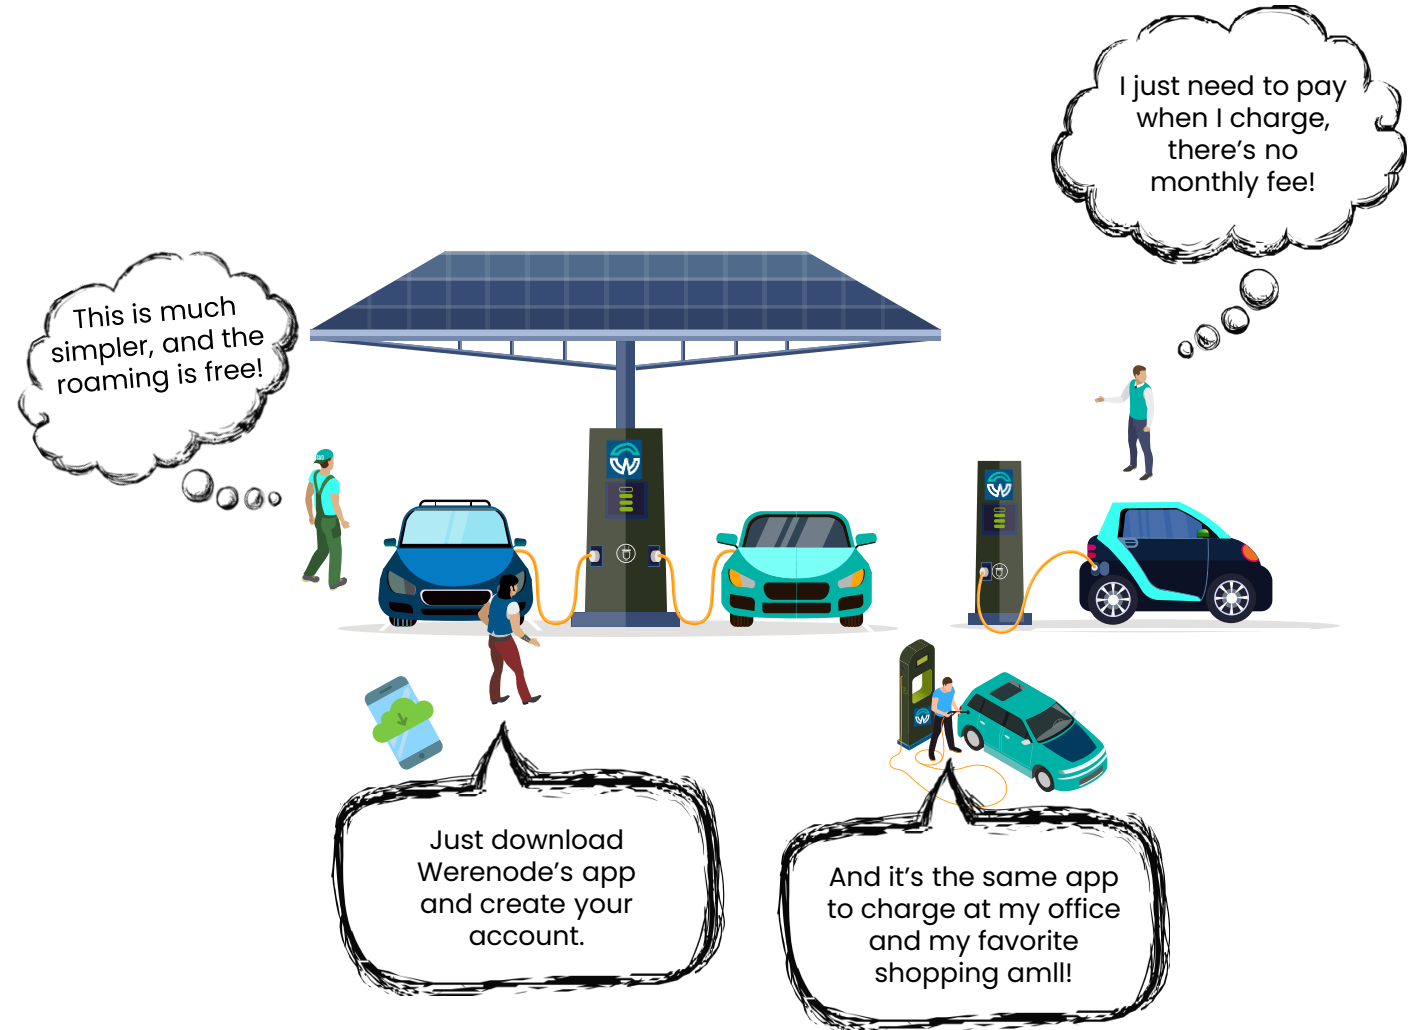 I just need to pay
when I charge,
there's no
monthly fee!
This is much
simpler, and the
roaming is free!
Just download
Werenode's app
and create your
account.
And it's the same app
to charge at my office
and my favorite
shopping amll!